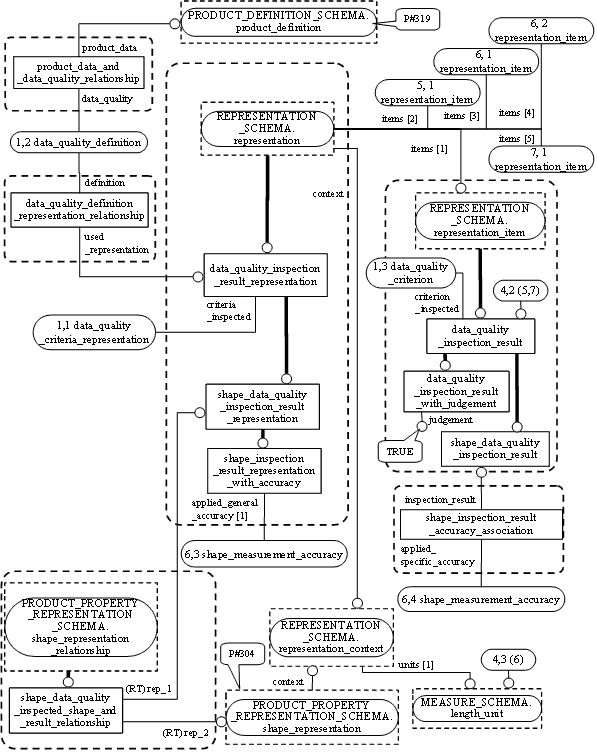 PRODUCT_DEFINITION_SCHEMA.
product_definition
P#319
6, 2
representation_item
product_data
product_data_and
_data_quality_relationship
data_quality
6, 1
representation_item
5, 1
representation_item
items [2]
items [3]
items [4]
items [5]
items [1]
7, 1
representation_item
REPRESENTATION
_SCHEMA.
representation
1,2 data_quality_definition
definition
data_quality_definition
_representation_relationship
used
_representation
context
REPRESENTATION
_SCHEMA.
representation_item
data_quality_inspection
_result_representation
criteria
_inspected
1,3 data_quality
_criterion
4,2 (5,7)
criterion
_inspected
1,1 data_quality
_criteria_representation
data_quality
_inspection_result
data_quality
_inspection_result
_with_judgement
judgement
TRUE
shape_data_quality
_inspection_result
_representation
shape_data_quality
_inspection_result
shape_inspection
_result_representation
_with_accuracy
applied_general
_accuracy [1]
inspection_result
shape_inspection_result
_accuracy_association
applied_
specific_accuracy
6,3 shape_measurement_accuracy
6,4 shape_measurement_accuracy
PRODUCT_PROPERTY
_REPRESENTATION
_SCHEMA.
shape_representation
_relationship
REPRESENTATION
_SCHEMA.
representation_context
P#304
units [1]
4,3 (6)
context
shape_data_quality
_inspected_shape_and
_result_relationship
(RT)rep_1
(RT)rep_2
PRODUCT_PROPERTY
_REPRESENTATION_SCHEMA.
shape_representation
MEASURE_SCHEMA.
length_unit